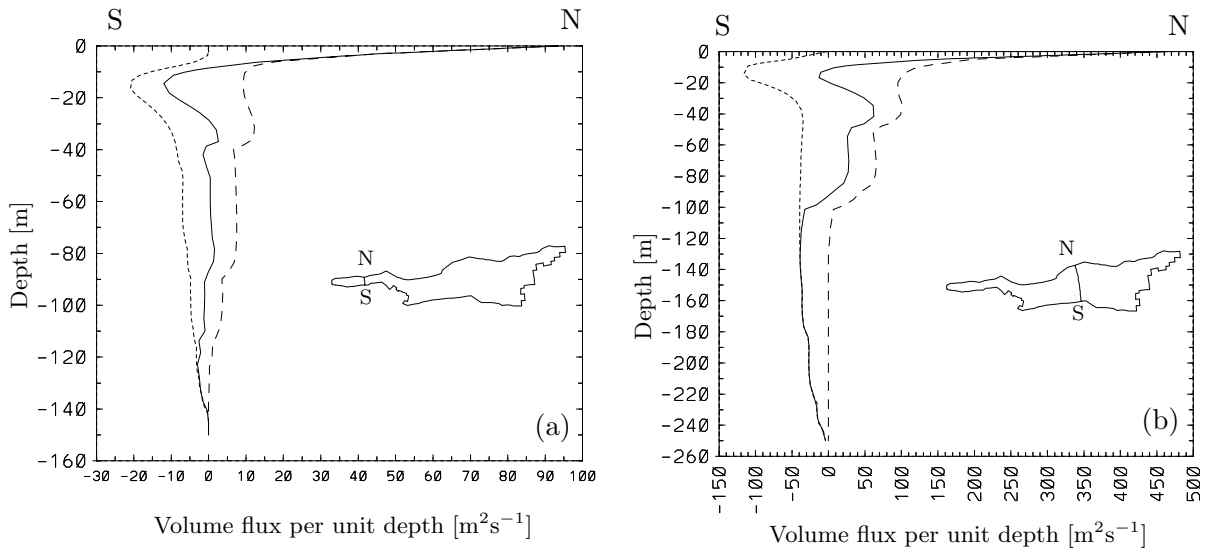 S N
0
-20
-40
-60
-80
-100
-120
-140
-160
Depth [m]
N
S
(a)
-30 -20 -10 0 10 20 30 40 50 60 70 80 90 100
Volume flux per unit depth [m²s⁻¹]
S N
0
-20
-40
-60
-80
-100
-120
-140
-160
-180
-200
-220
-240
-260
Depth [m]
N
S
(b)
-150 -100 -50 0 50 100 150 200 250 300 350 400 450 500
Volume flux per unit depth [m²s⁻¹]